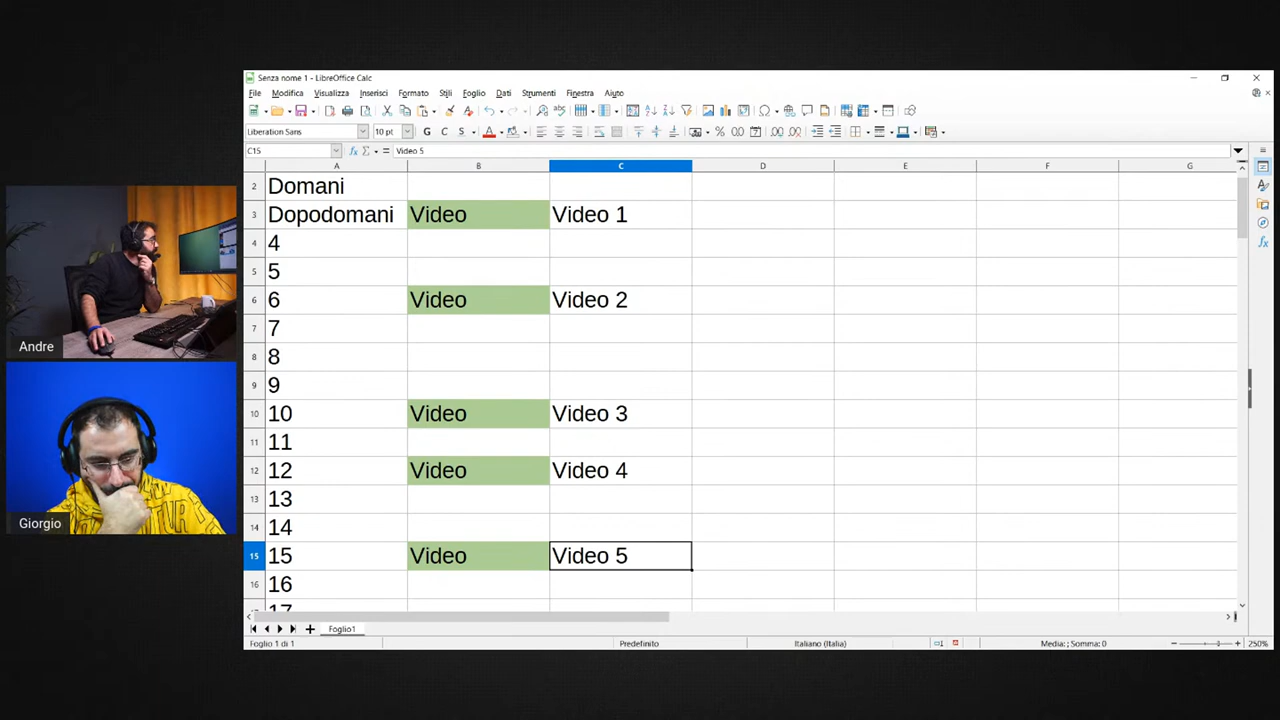 Senza nome 1 - LibreOffice Calc
File Modifica Visualizza Inserisci Formato Stili Foglio Dati Strumenti Finestra Aiuto
Liberation Sans 10 pt G C S
C15 fx Σ = Video 5
A B C D E F G
2 Domani
3 Dopodomani Video Video 1
4 4
5 5
6 6 Video Video 2
7 7
8 8
9 9
10 10 Video Video 3
11 11
12 12 Video Video 4
13 13
14 14
15 15 Video Video 5
16 16
17
Foglio1
Foglio 1 di 1 Predefinito Italiano (Italia) Media: ; Somma: 0 250%
Andre
Giorgio